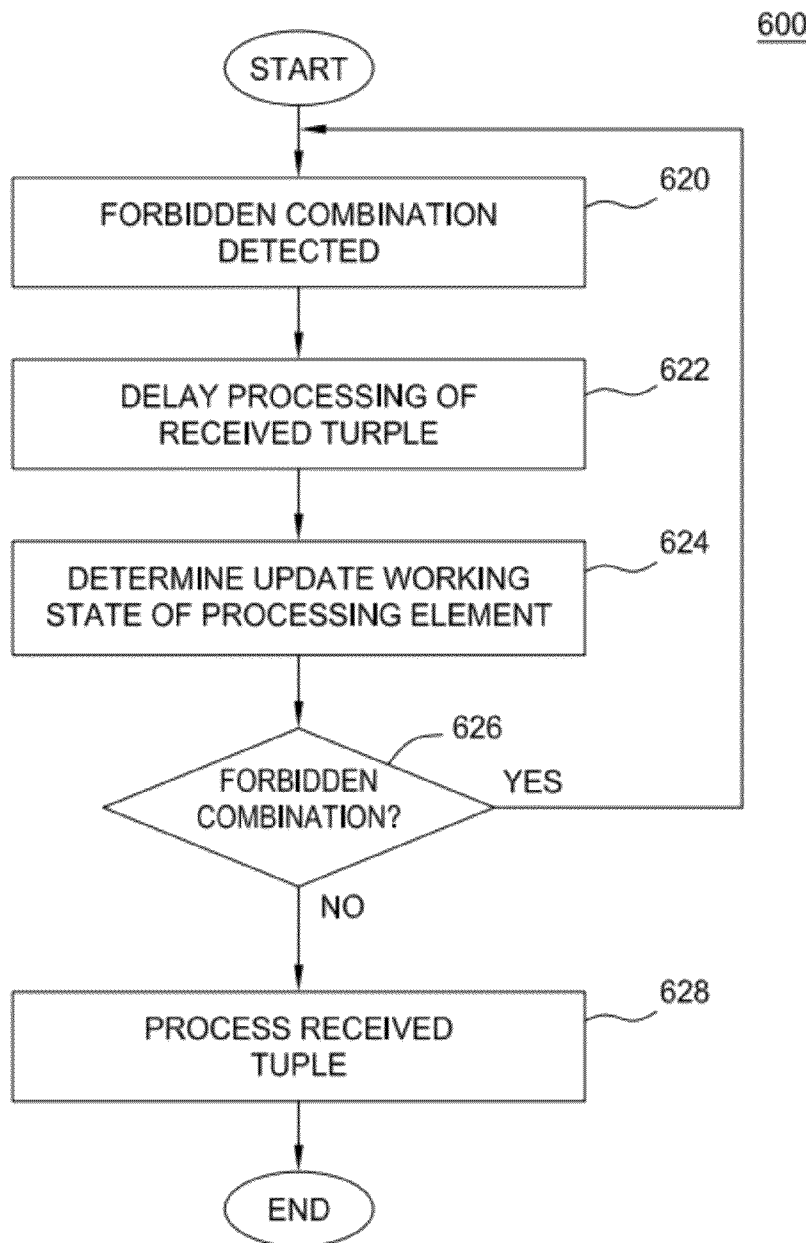 600
START
FORBIDDEN COMBINATION
DETECTED
620
DELAY PROCESSING OF
RECEIVED TURPLE
622
DETERMINE UPDATE WORKING
STATE OF PROCESSING ELEMENT
624
FORBIDDEN
COMBINATION?
626
YES
NO
PROCESS RECEIVED
TUPLE
628
END